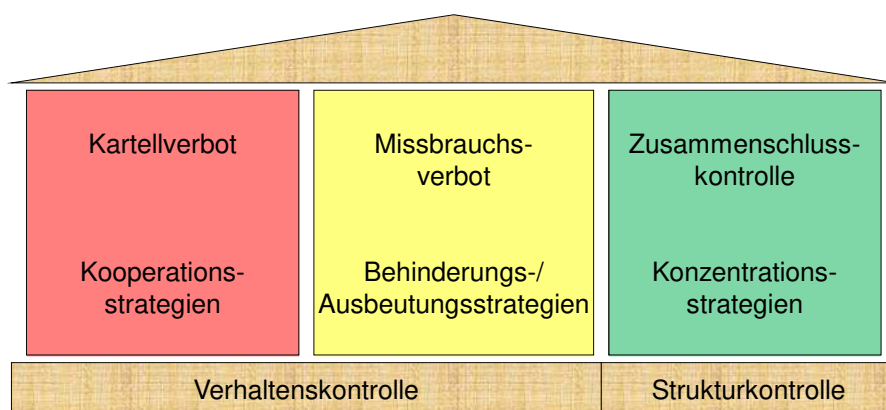 Kartellverbot
Kooperations-
strategien
Missbrauchs-
verbot
Behinderungs-/
Ausbeutungsstrategien
Zusammenschluss-
kontrolle
Konzentrations-
strategien
Verhaltenskontrolle
Strukturkontrolle